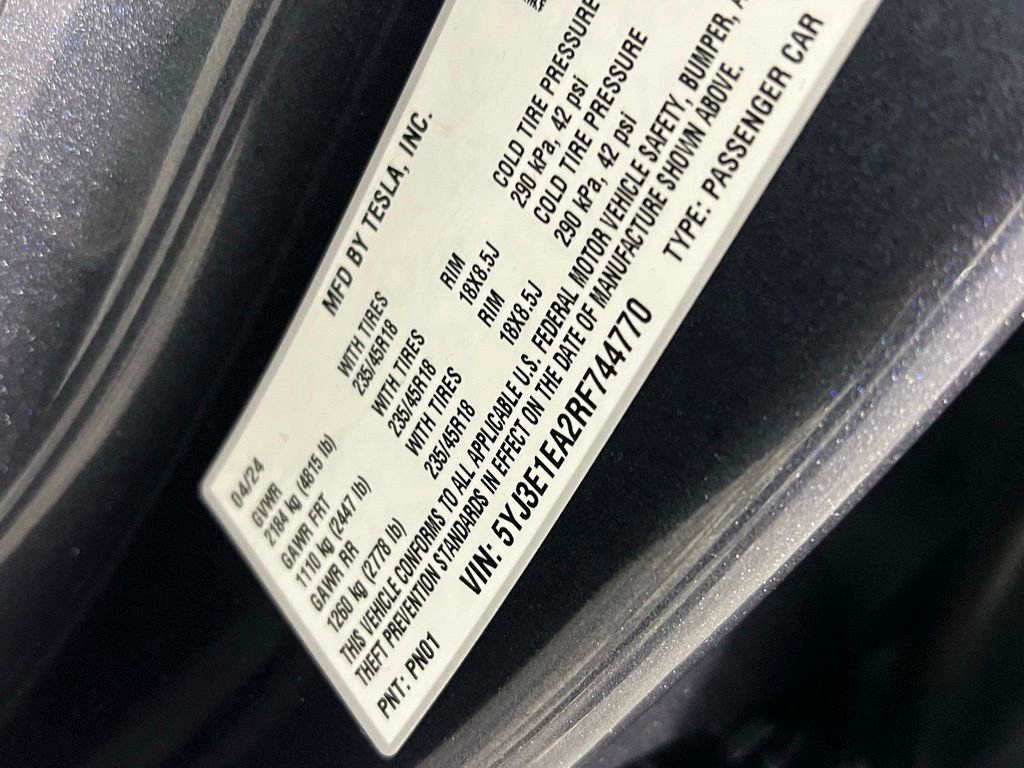 MFD BY TESLA, INC.
04/24
GVWR
2184 kg (4815 lb)
WITH TIRES
235/45R18
RIM
18X8.5J
COLD TIRE PRESSURE
290 kPa, 42 psi
GAWR FRT
1110 kg (2447 lb)
WITH TIRES
235/45R18
RIM
18X8.5J
COLD TIRE PRESSURE
290 kPa, 42 psi
GAWR RR
1260 kg (2778 lb)
WITH TIRES
235/45R18
THIS VEHICLE CONFORMS TO ALL APPLICABLE U.S. FEDERAL MOTOR VEHICLE SAFETY, BUMPER,
THEFT PREVENTION STANDARDS IN EFFECT ON THE DATE OF MANUFACTURE SHOWN ABOVE.
PNT: PN01
VIN: 5YJ3E1EA2RF744770
TYPE: PASSENGER CAR